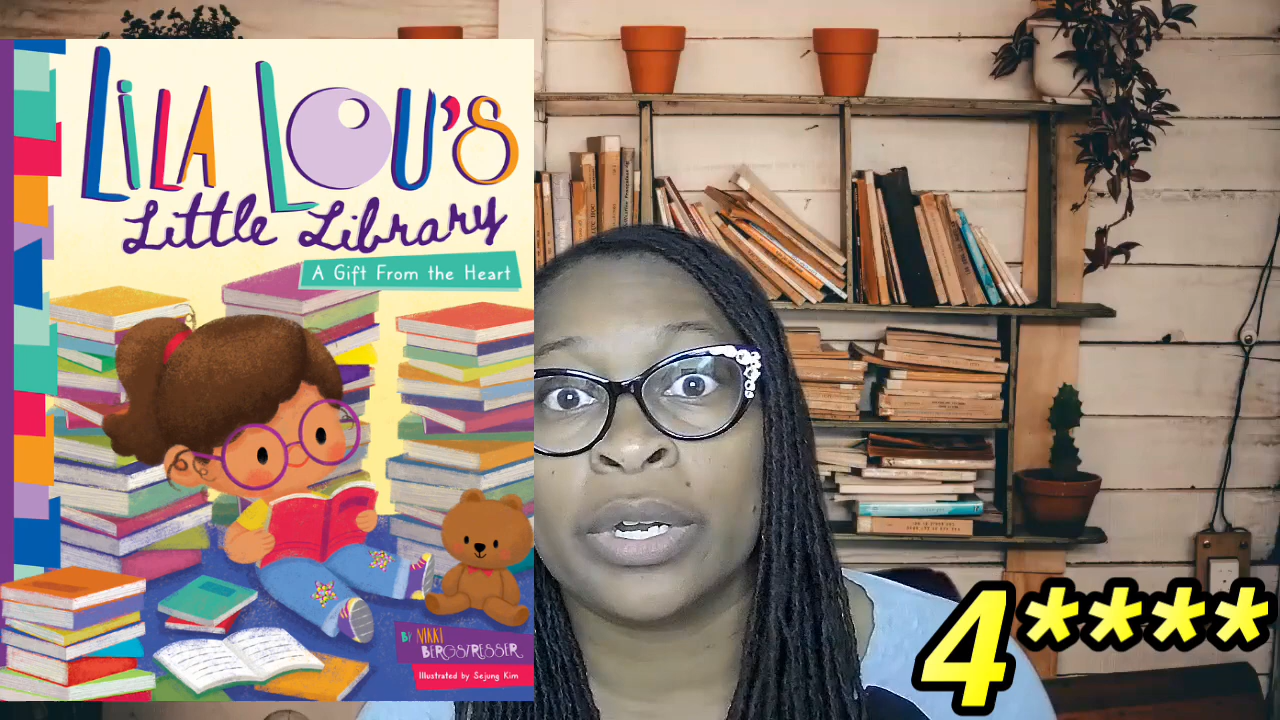 LILA LOU'S
Little Library
A Gift From the Heart
BY NIKKI
BERGSTRESSER
Illustrated by Sejung Kim
4****